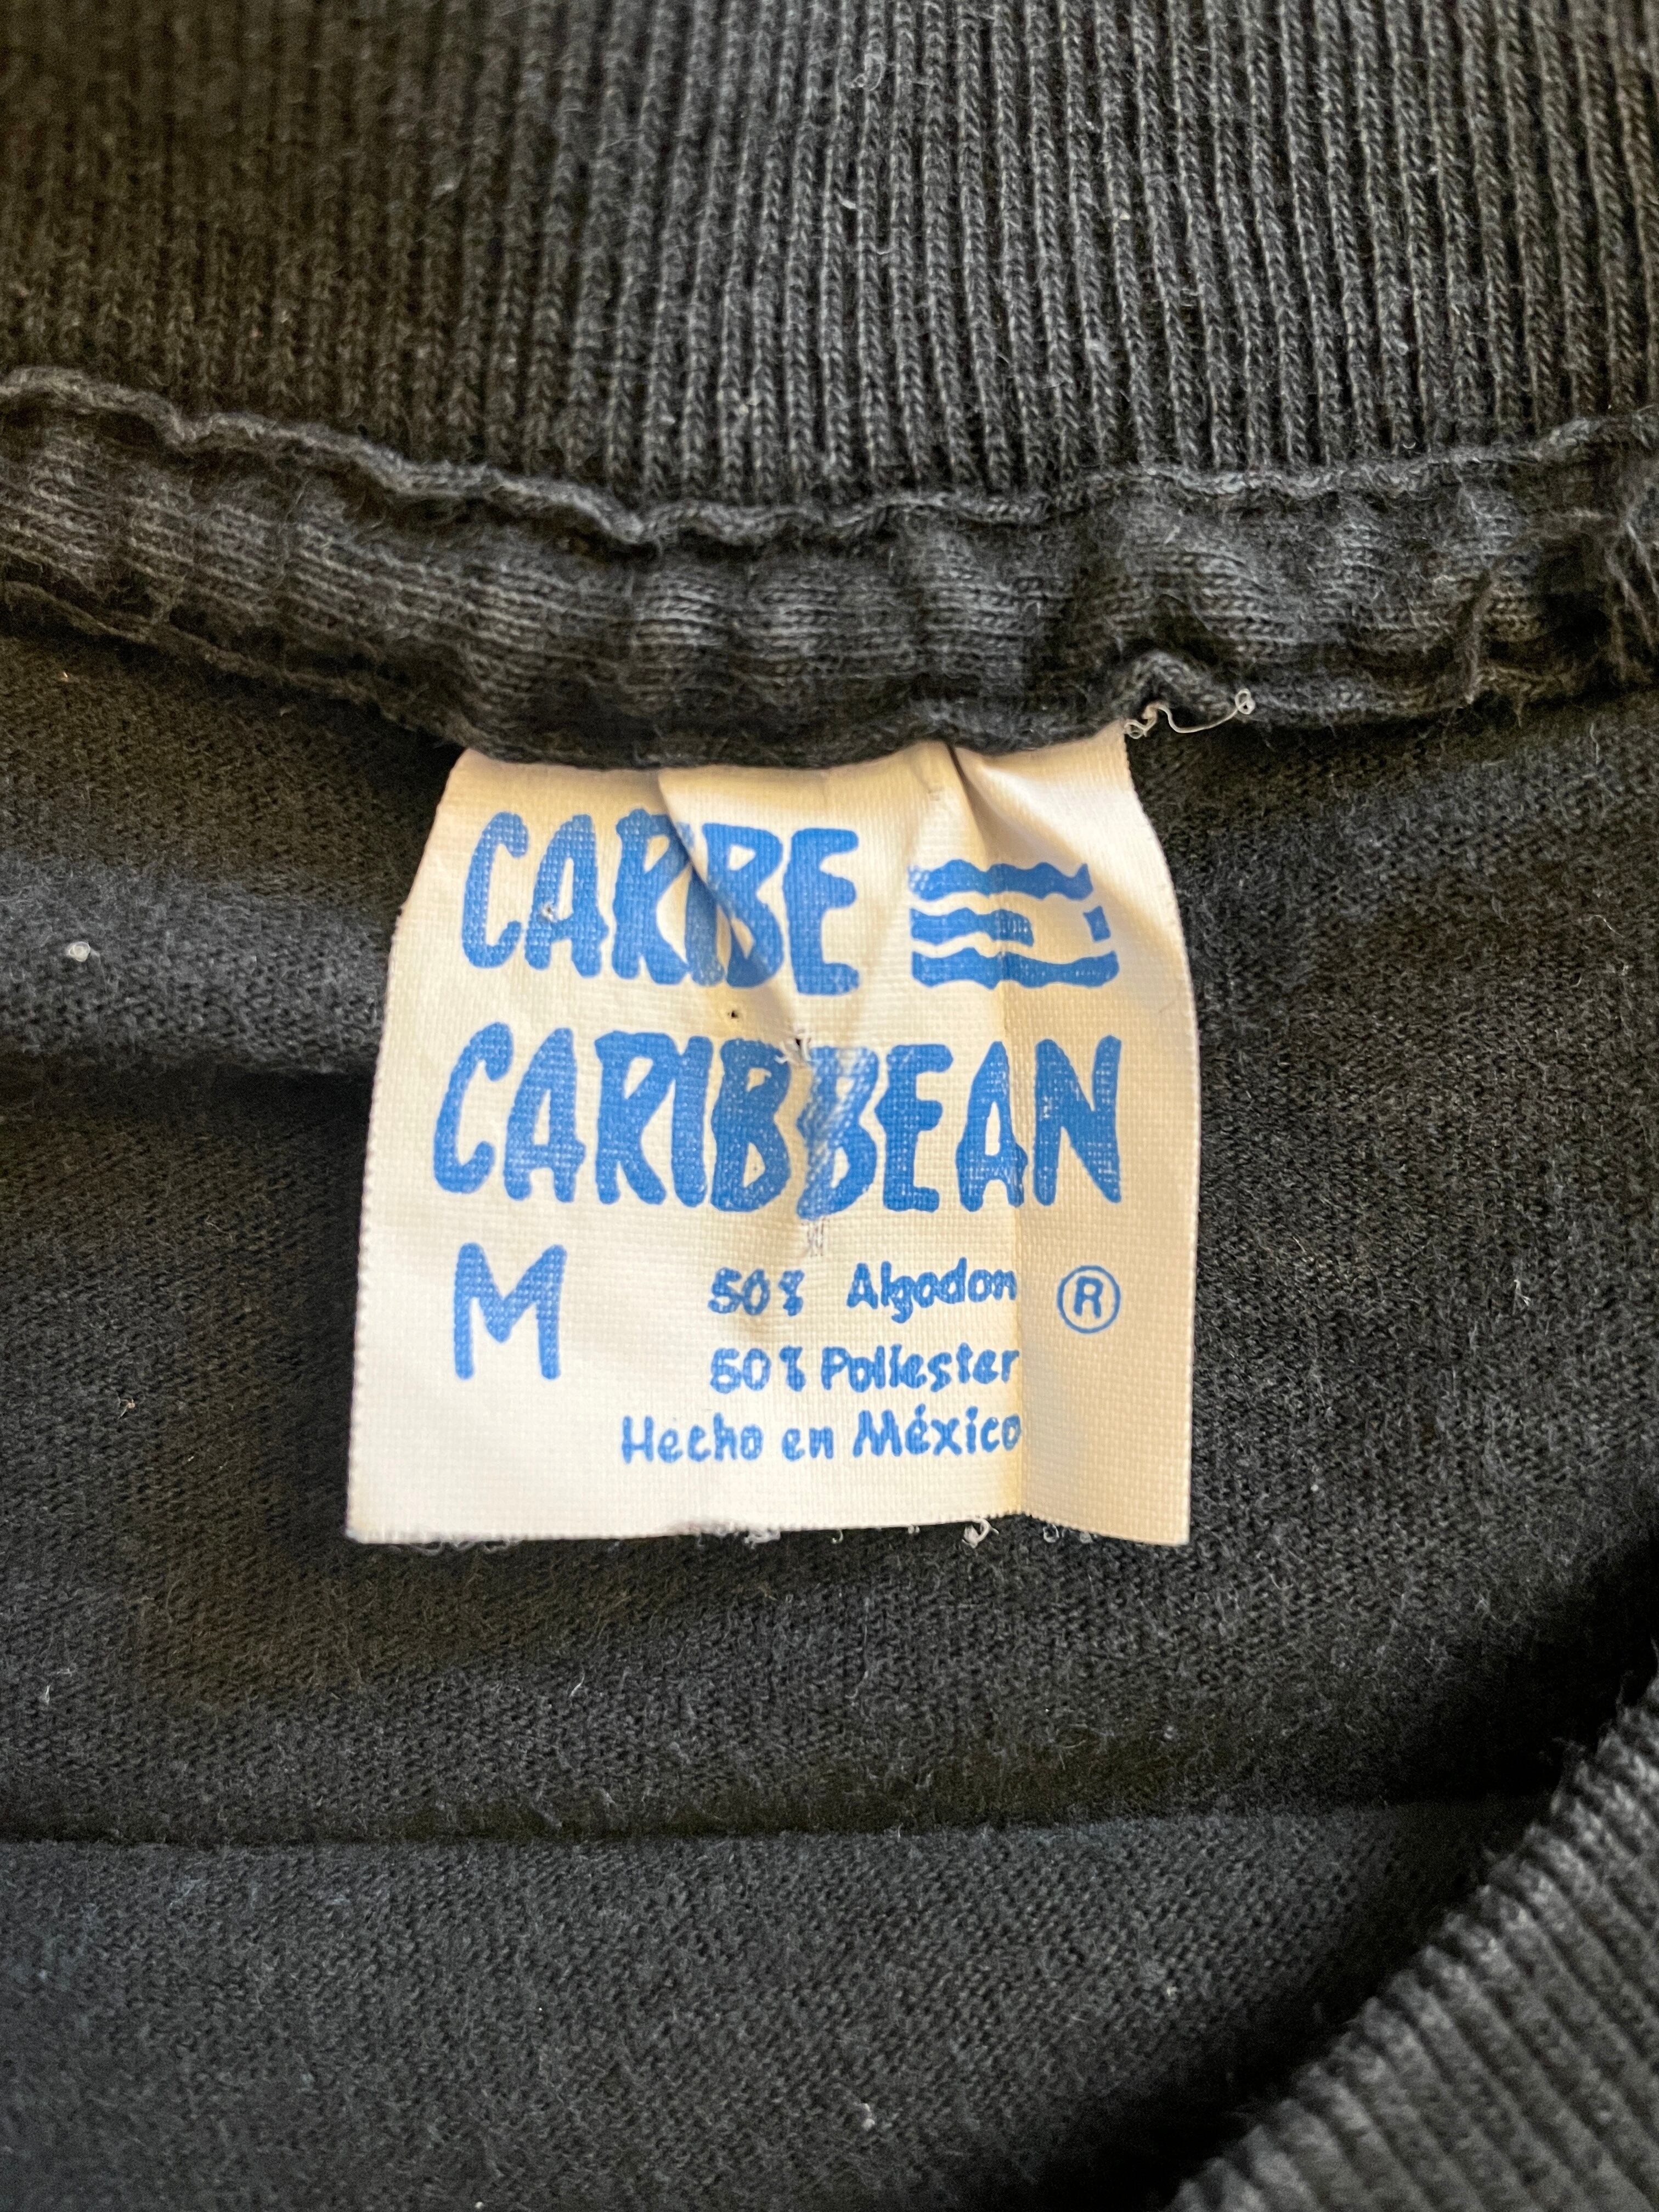 CARIBE
CARIBBEAN
M 50% Algodon ®
50% Poliester
Hecho en México